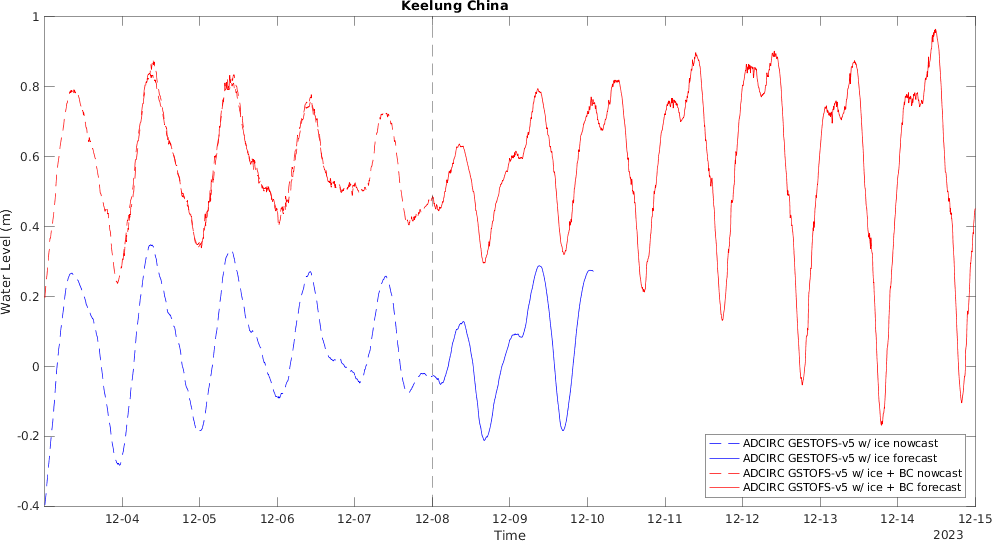 Keelung China
1
0.8
0.6
0.4
0.2
0
-0.2
-0.4
Water Level (m)
12-04 12-05 12-06 12-07 12-08 12-09 12-10 12-11 12-12 12-13 12-14 12-15
Time
2023
ADCIRC GESTOFS-v5 w/ ice nowcast
ADCIRC GESTOFS-v5 w/ ice forecast
ADCIRC GSTOFS-v5 w/ ice + BC nowcast
ADCIRC GSTOFS-v5 w/ ice + BC forecast